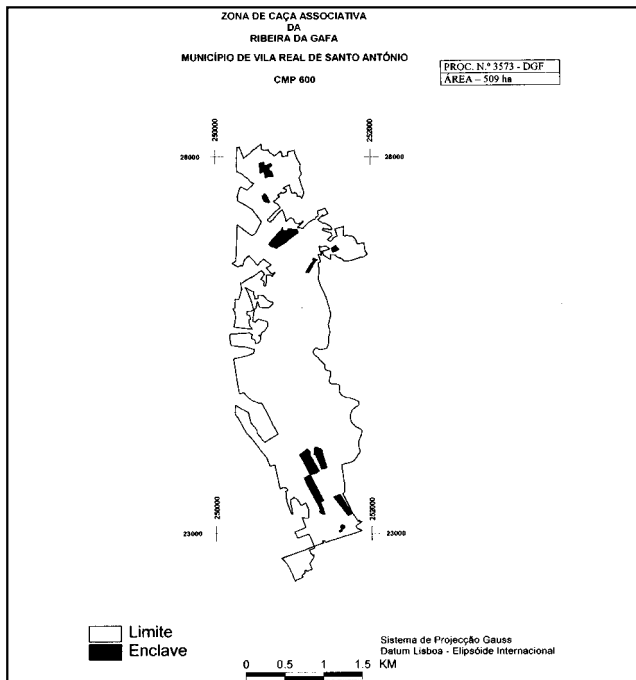 ZONA DE CAÇA ASSOCIATIVA
DA
RIBEIRA DA GAFA
MUNICÍPIO DE VILA REAL DE SANTO ANTÓNIO
CMP 600
PROC. N.º 3573 - DGF
ÁREA – 509 ha
250000
252000
28000
28000
250000
252000
23000
23000
Limite
Enclave
0 0.5 1.0 1.5 KM
Sistema de Projecção Gauss
Datum Lisboa - Elipsóide Internacional